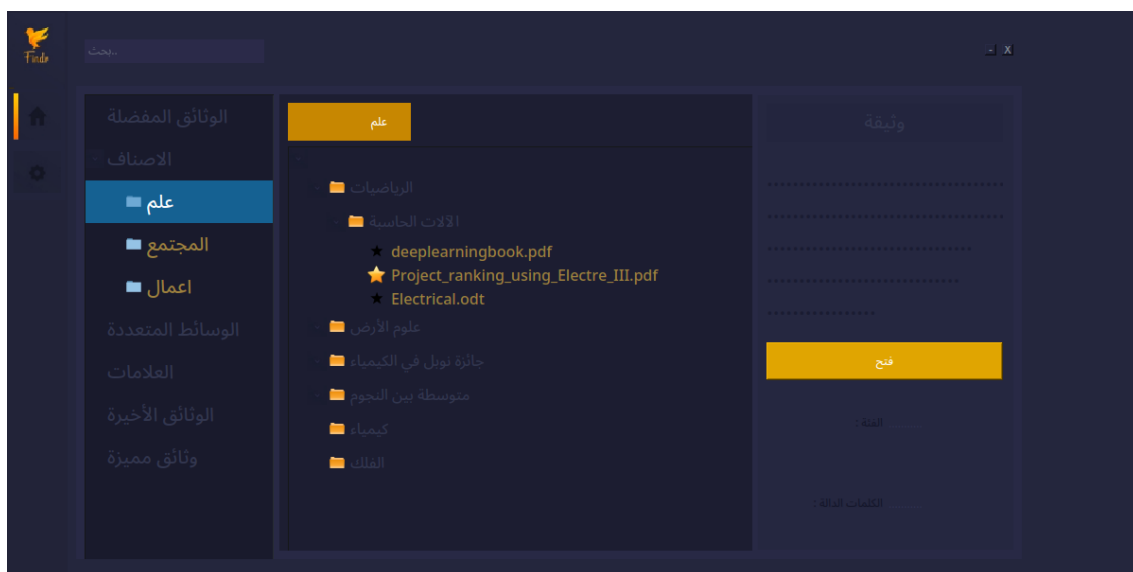 Findo
بحث..
- X
الوثائق المفضلة
الاصناف
علم
المجتمع
اعمال
الوسائط المتعددة
العلامات
الوثائق الأخيرة
وثائق مميزة
علم
الرياضيات
الآلات الحاسبة
deeplearningbook.pdf
Project_ranking_using_Electre_III.pdf
Electrical.odt
علوم الأرض
جائزة نوبل في الكيمياء
متوسطة بين النجوم
كيمياء
الفلك
وثيقة
فتح
الفئة :
الكلمات الدالة :